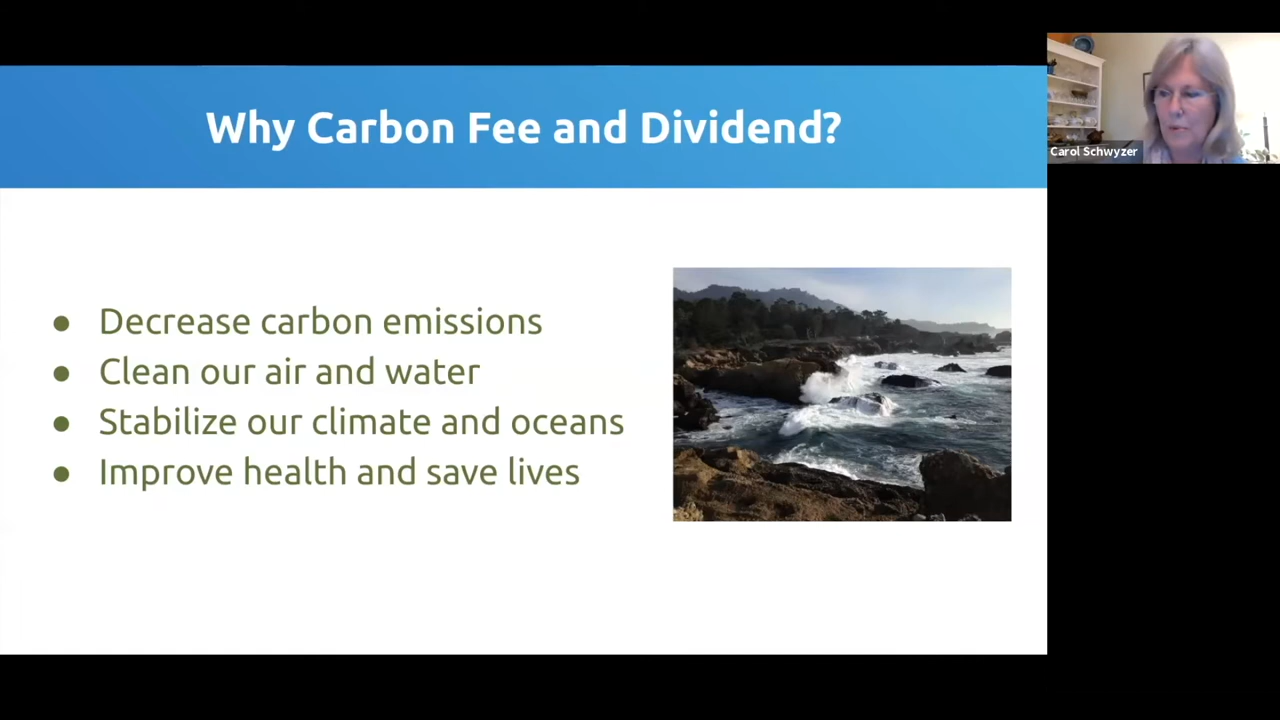 Why Carbon Fee and Dividend?
Carol Schwyzer
● Decrease carbon emissions
● Clean our air and water
● Stabilize our climate and oceans
● Improve health and save lives